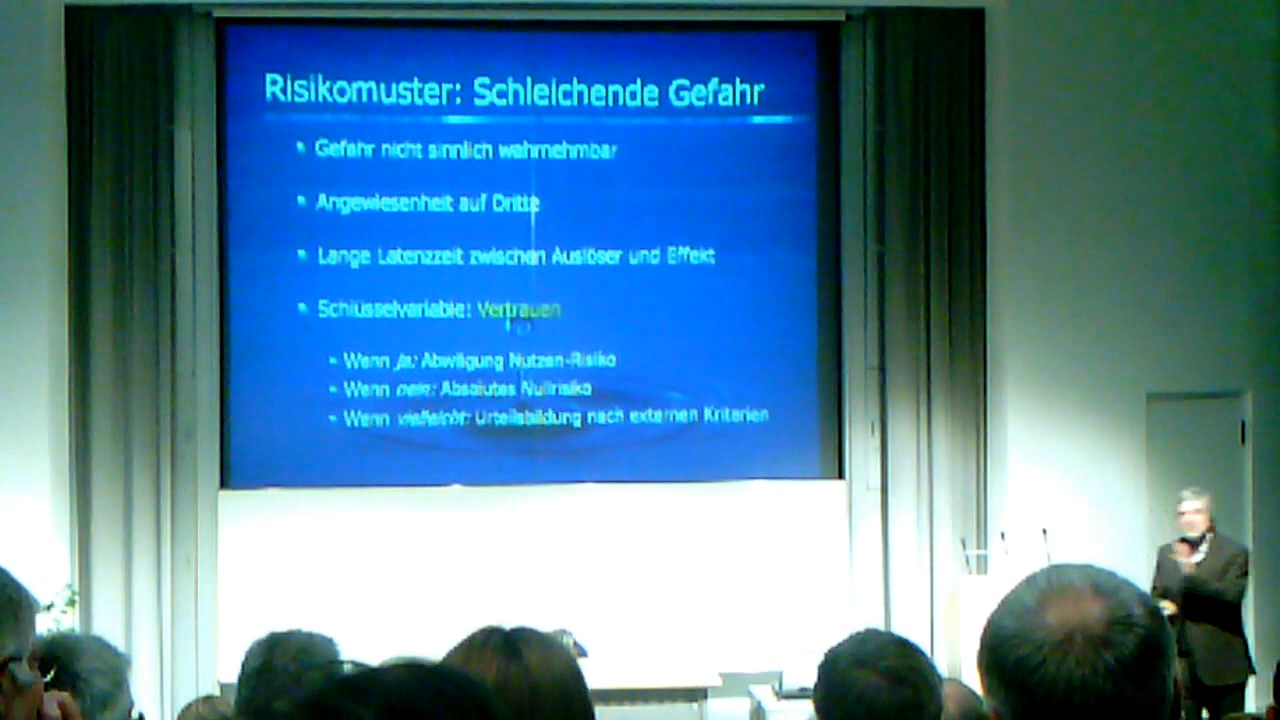 Risikomuster: Schleichende Gefahr
Gefahr nicht sinnlich wahrnehmbar
Angewiesenheit auf Dritte
Lange Latenzzeit zwischen Auslöser und Effekt
Schlüsselvariable: Vertrauen
– Wenn ja: Abwägung Nutzen-Risiko
– Wenn nein: Absolutes Nullrisiko
– Wenn vielleicht: Urteilsbildung nach externen Kriterien